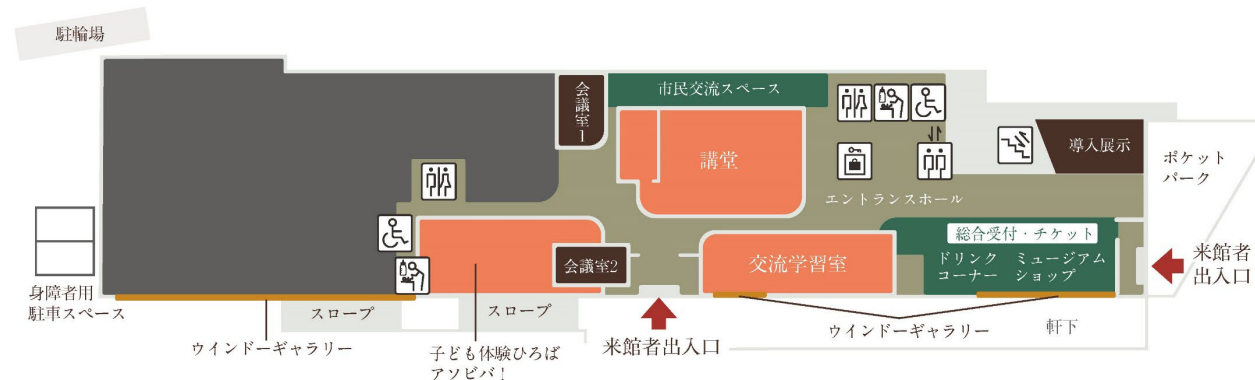 駐輪場
会議室1
市民交流スペース
講堂
導入展示
ポケット
パーク
エントランスホール
総合受付・チケット
ドリンク
コーナー
ミュージアム
ショップ
会議室2
交流学習室
来館者
出入口
身障者用
駐車スペース
スロープ
スロープ
ウインドーギャラリー
子ども体験ひろば
アソビバ！
来館者出入口
ウインドーギャラリー
軒下